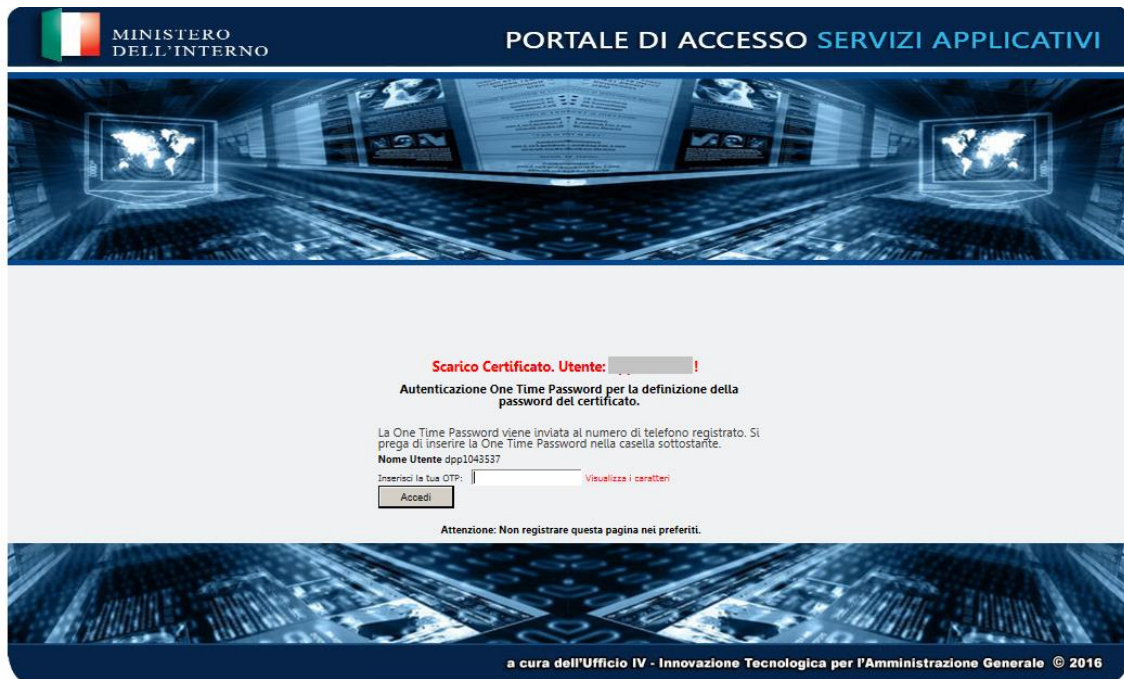 MINISTERO
DELL'INTERNO
PORTALE DI ACCESSO SERVIZI APPLICATIVI
Scarico Certificato. Utente: !
Autenticazione One Time Password per la definizione della
password del certificato.
La One Time Password viene inviata al numero di telefono registrato. Si
prega di inserire la One Time Password nella casella sottostante.
Nome Utente dpp1043537
Inserisci la tua OTP: Visualizza i caratteri
Accedi
Attenzione: Non registrare questa pagina nei preferiti.
a cura dell'Ufficio IV - Innovazione Tecnologica per l'Amministrazione Generale © 2016